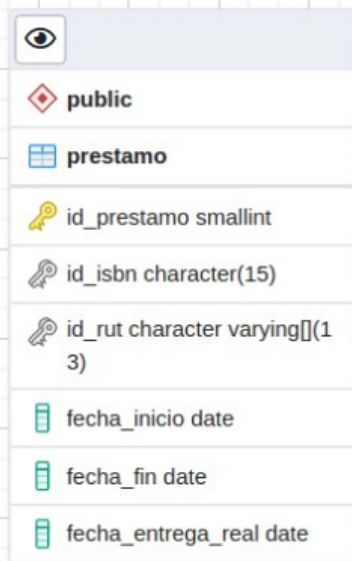 public
prestamo
id_prestamo smallint
id_isbn character(15)
id_rut character varying[](1
3)
fecha_inicio date
fecha_fin date
fecha_entrega_real date